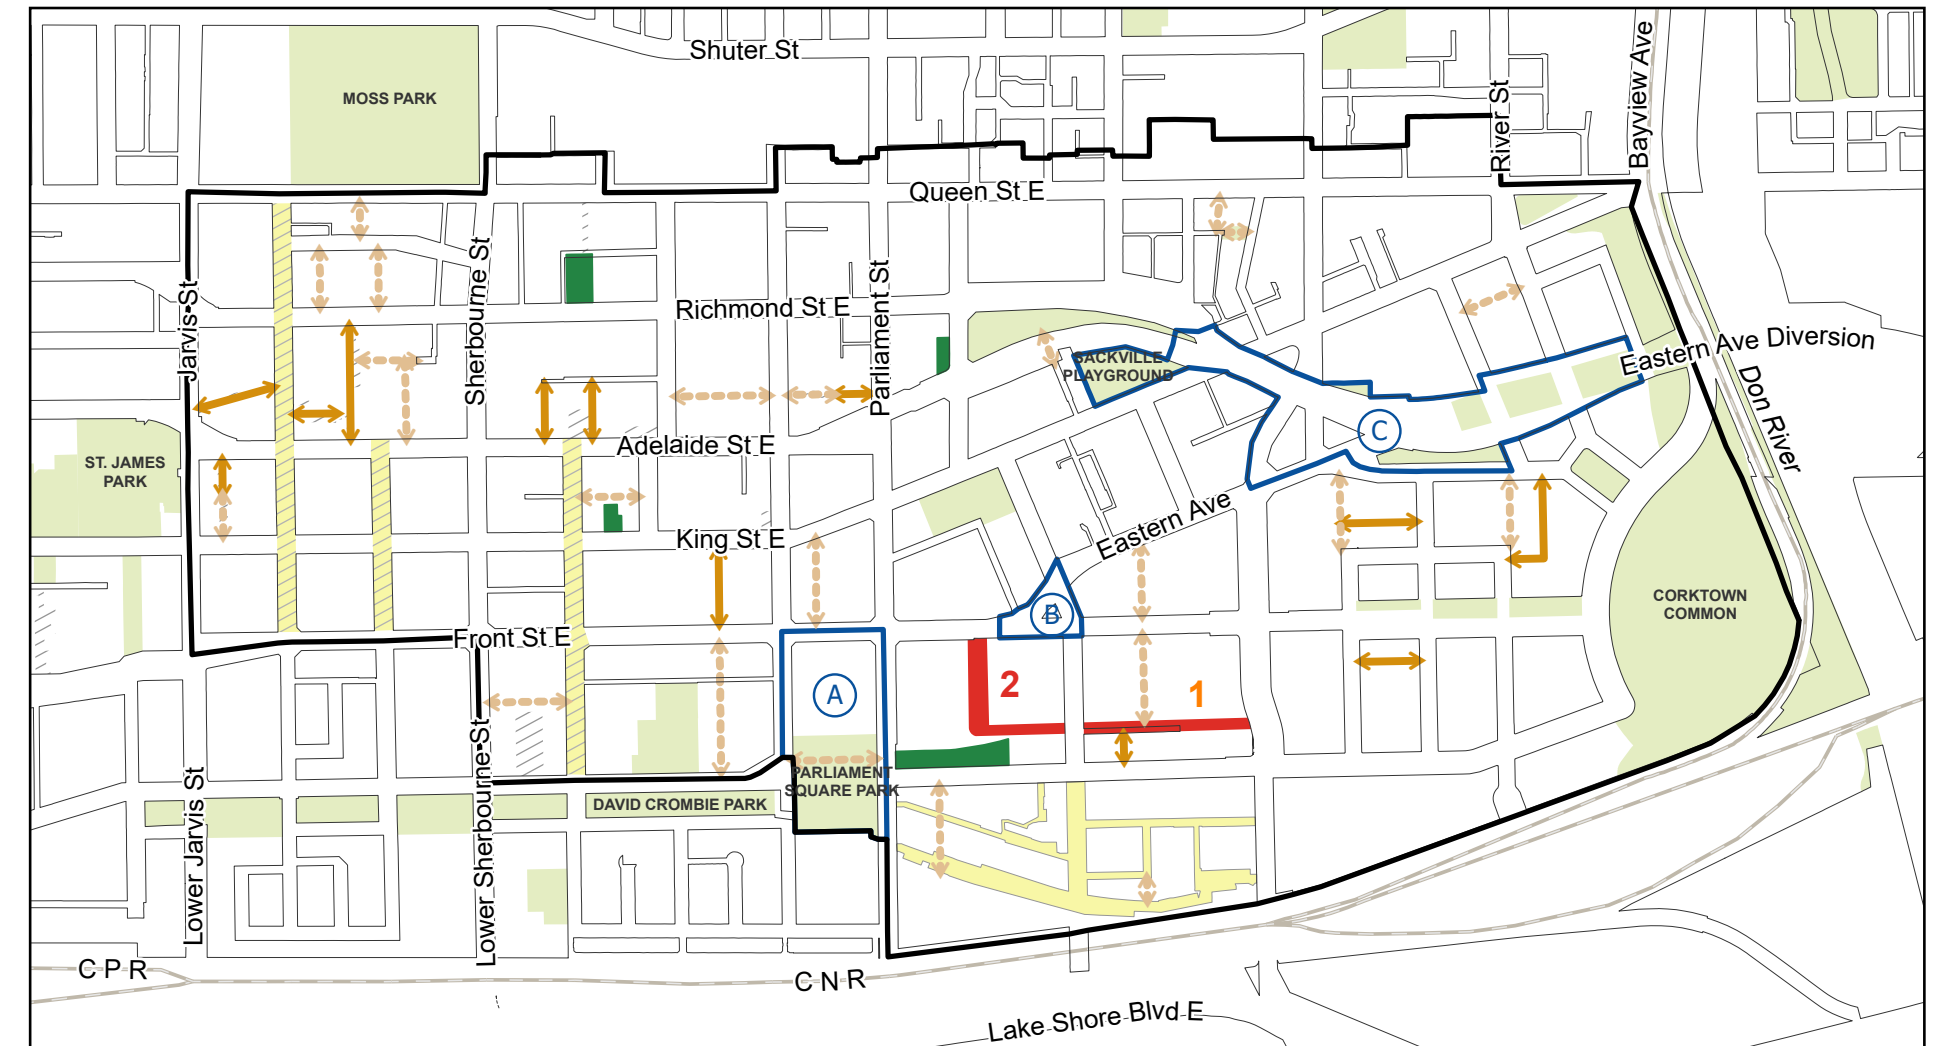 Shuter St
MOSS PARK
River St
Bayview Ave
Queen St E
Jarvis St
Sherbourne St
Parliament St
Richmond St E
SACKVILLE
PLAYGROUND
Eastern Ave Diversion
Don River
C
Adelaide St E
ST. JAMES
PARK
Eastern Ave
King St E
B
CORKTOWN
COMMON
Front St E
A
2
1
PARLIAMENT
SQUARE PARK
DAVID CROMBIE PARK
Lower Jarvis St
Lower Sherbourne St
C P R
C N R
Lake Shore Blvd E